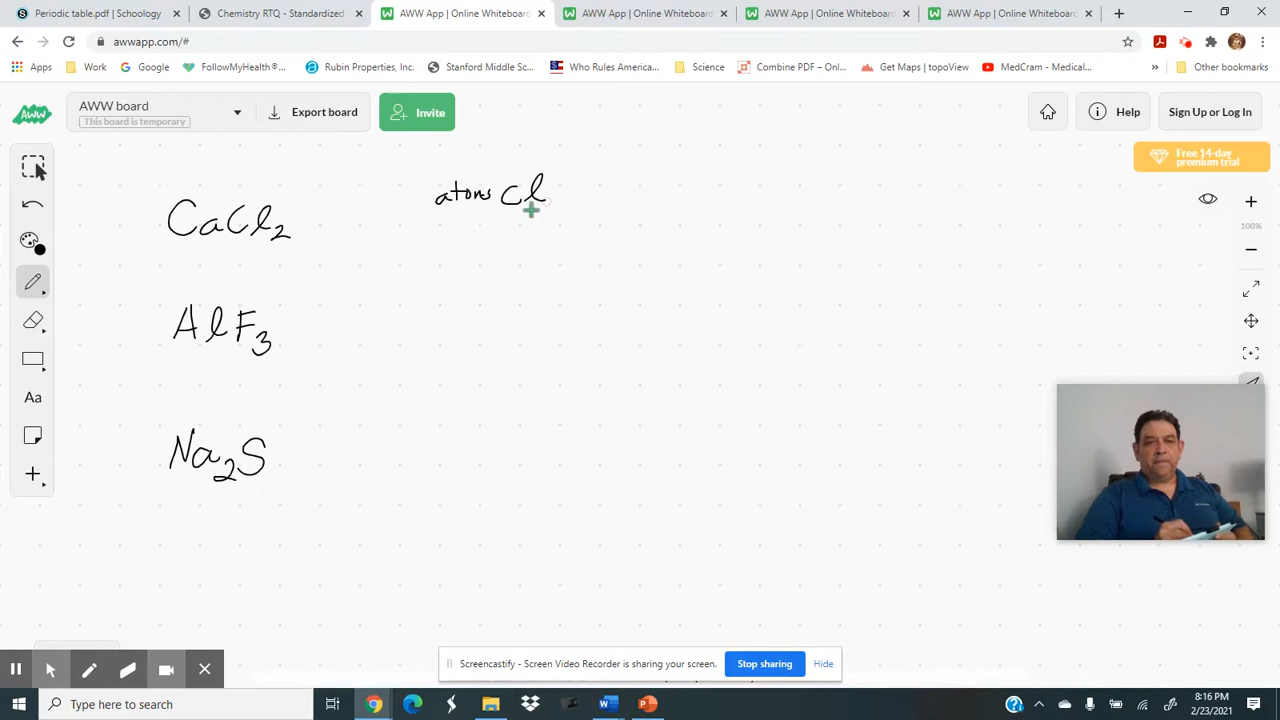 Periodic table.pdf | Schoology
Chemistry RTQ - Standardized
AWW App | Online Whiteboard
AWW App | Online Whiteboard
AWW App | Online Whiteboard
AWW App | Online Whiteboard
awwapp.com/#
Apps Work Google FollowMyHealth® ... Rubin Properties, Inc. Stanford Middle Sc... Who Rules America... Science Combine PDF – Onl... Get Maps | topoView MedCram - Medical... » Other bookmarks
AWW board
This board is temporary
Export board
Invite
Help
Sign Up or Log In
Free 14-day
premium trial
atoms Cl
CaCl2
100%
AlF3
Aa
Na2S
Screencastify - Screen Video Recorder is sharing your screen.
Stop sharing
Hide
Type here to search
8:16 PM
2/23/2021